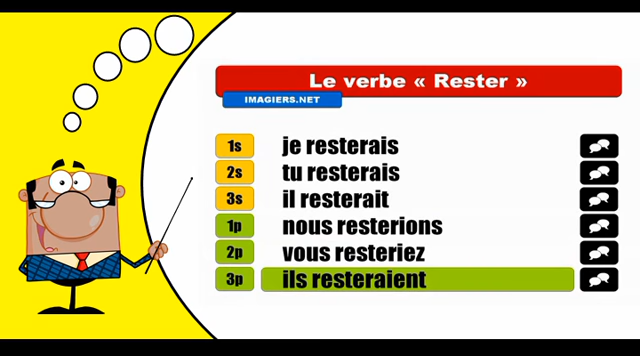 Le verbe « Rester »
IMAGIERS.NET
1s je resterais
2s tu resterais
3s il resterait
1p nous resterions
2p vous resteriez
3p ils resteraient